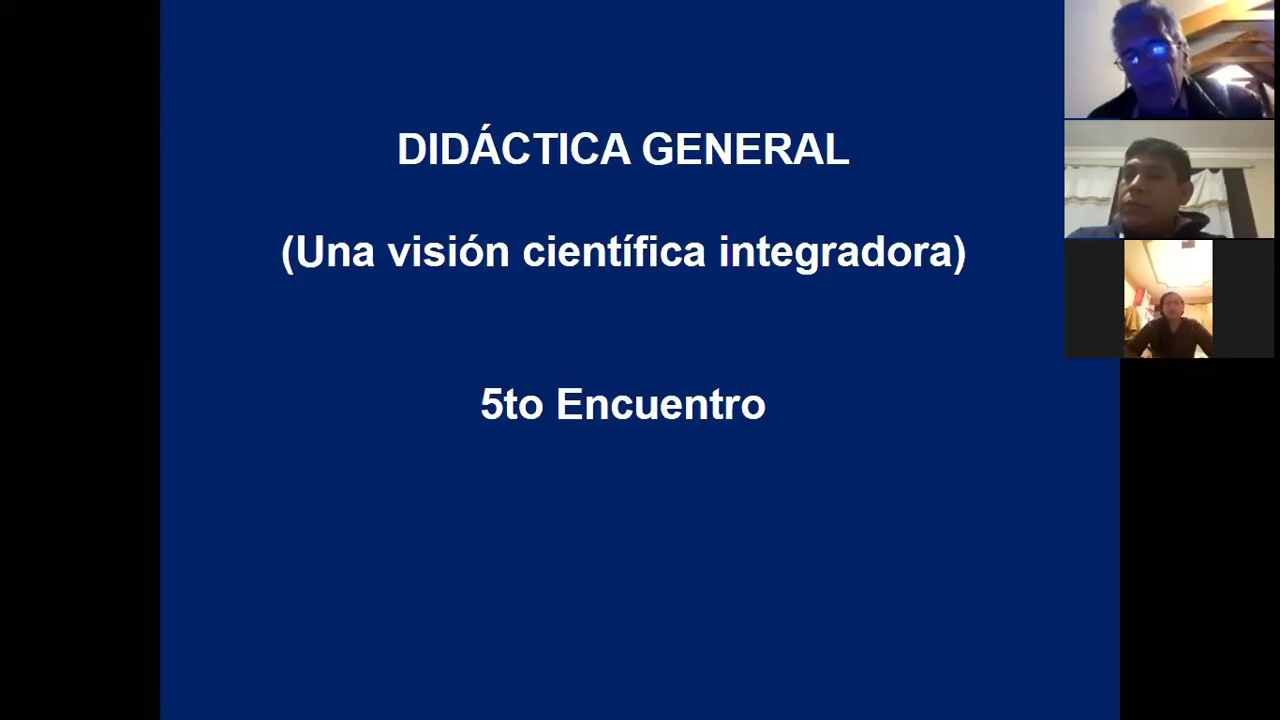 DIDÁCTICA GENERAL
(Una visión científica integradora)
5to Encuentro